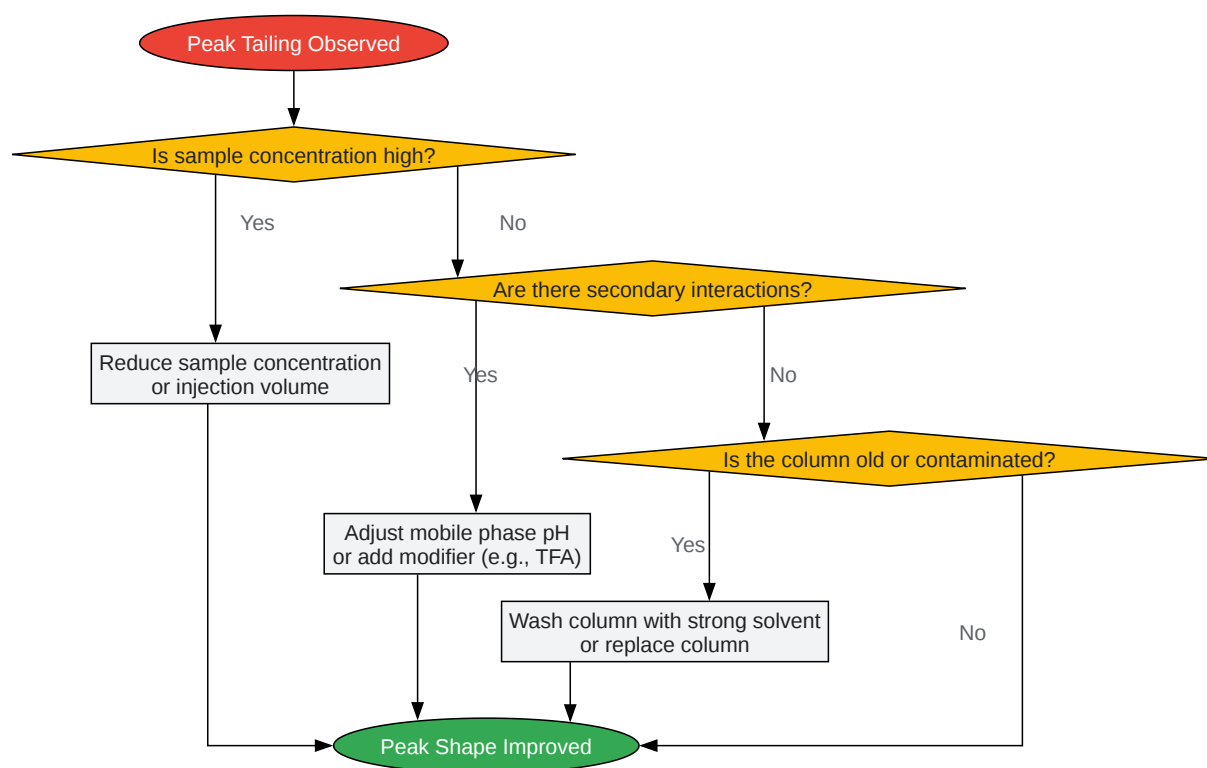 Peak Tailing Observed
Is sample concentration high?
Yes
No
Are there secondary interactions?
Reduce sample concentration
or injection volume
Yes
No
Is the column old or contaminated?
Adjust mobile phase pH
or add modifier (e.g., TFA)
Yes
Wash column with strong solvent
or replace column
No
Peak Shape Improved